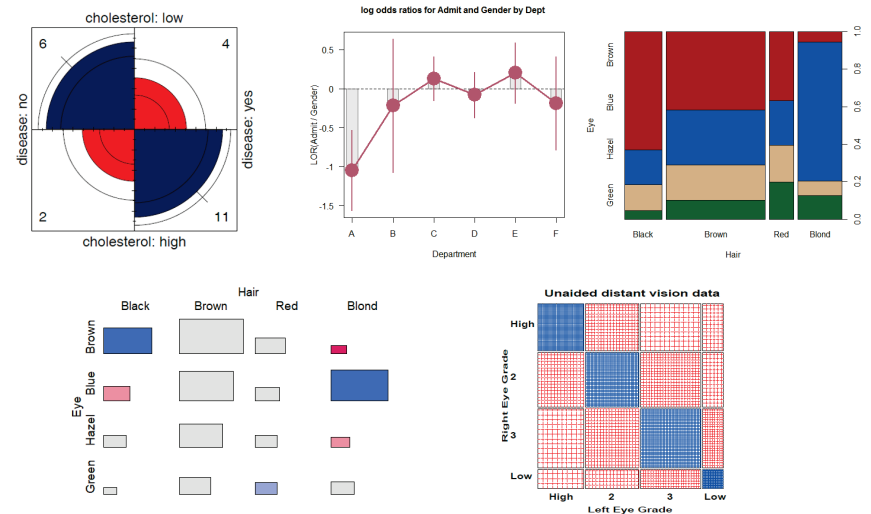 cholesterol: low
6
4
disease: no
disease: yes
2
11
cholesterol: high
log odds ratios for Admit and Gender by Dept
LOR(Admit / Gender)
0.5
0
-0.5
-1
-1.5
A B C D E F
Department
Eye
Brown
Blue
Hazel
Green
1.0
0.8
0.6
0.4
0.2
0.0
Black Brown Red Blond
Hair
Hair
Black Brown Red Blond
Eye
Brown
Blue
Hazel
Green
Unaided distant vision data
Right Eye Grade
High
2
3
Low
High 2 3 Low
Left Eye Grade